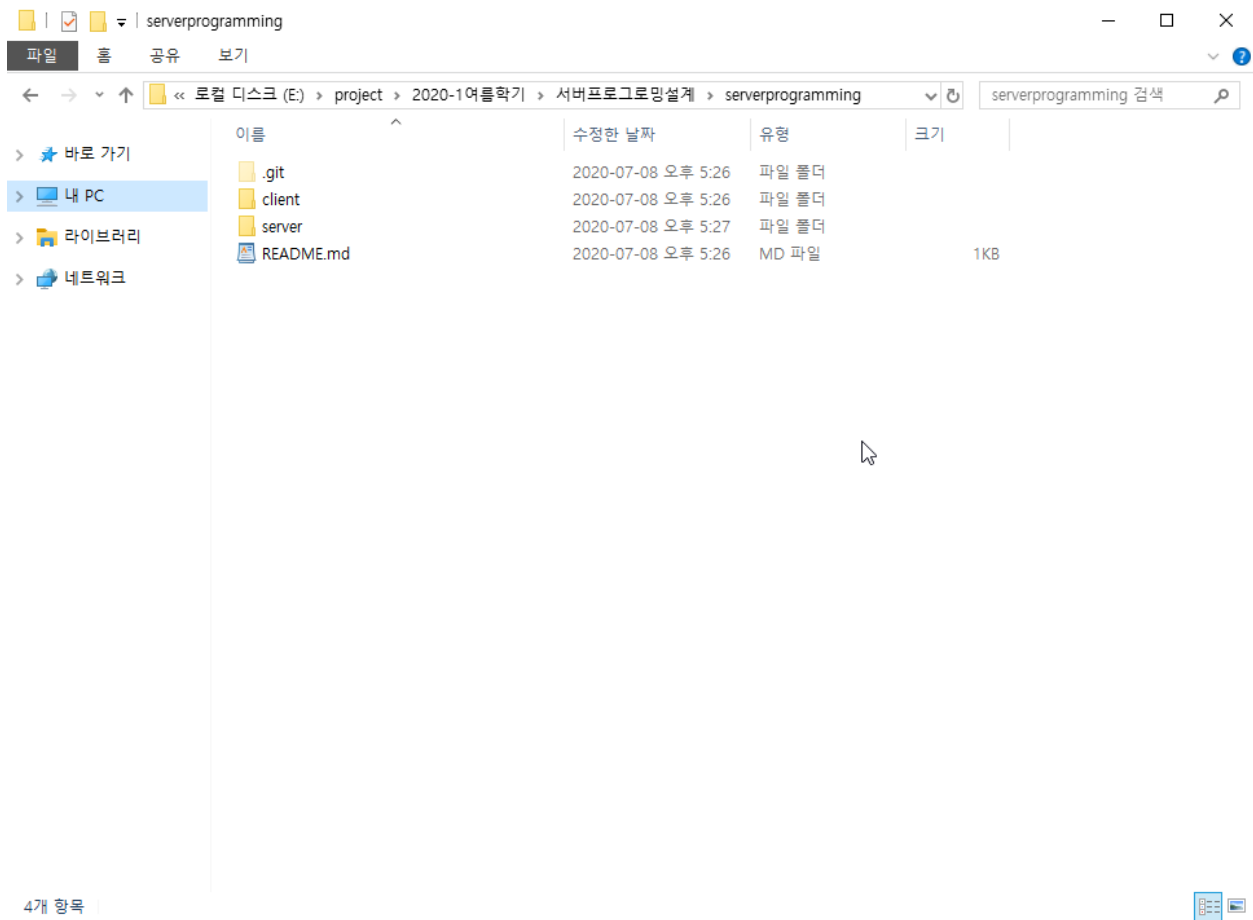 serverprogramming
파일 홈 공유 보기
« 로컬 디스크 (E:) › project › 2020-1여름학기 › 서버프로그로밍설계 › serverprogramming
serverprogramming 검색
이름 수정한 날짜 유형 크기
바로 가기
내 PC
라이브러리
네트워크
.git 2020-07-08 오후 5:26 파일 폴더
client 2020-07-08 오후 5:26 파일 폴더
server 2020-07-08 오후 5:27 파일 폴더
README.md 2020-07-08 오후 5:26 MD 파일 1KB
4개 항목